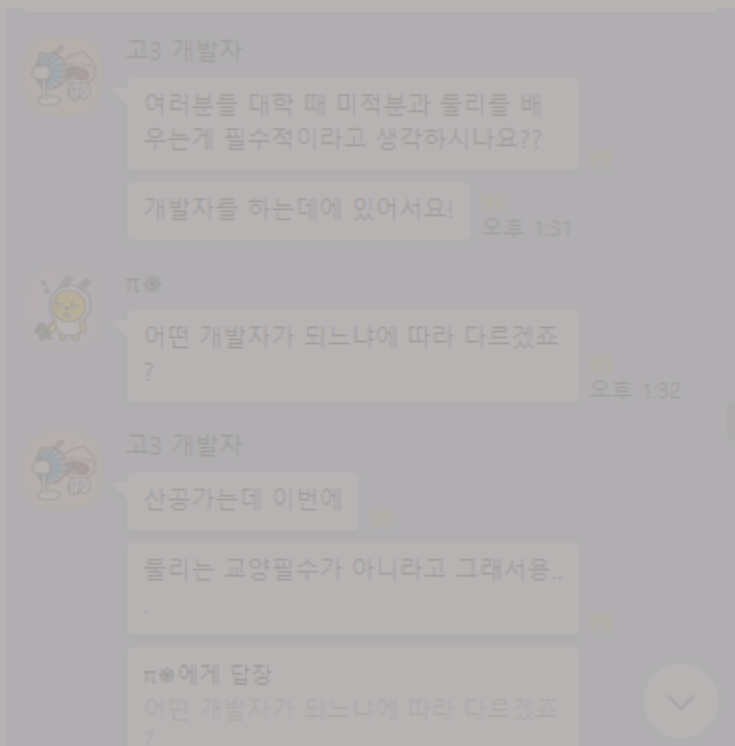 고3 개발자
여러분들 대학 때 미적분과 물리를 배
우는게 필수적이라고 생각하시나요??
개발자를 하는데에 있어서요!
오후 1:31
π❁
어떤 개발자가 되느냐에 따라 다르겠죠
?
오후 1:32
고3 개발자
산공가는데 이번에
물리는 교양필수가 아니라고 그래서용..
.
π❁에게 답장
어떤 개발자가 되느냐에 따라 다르겠죠
?